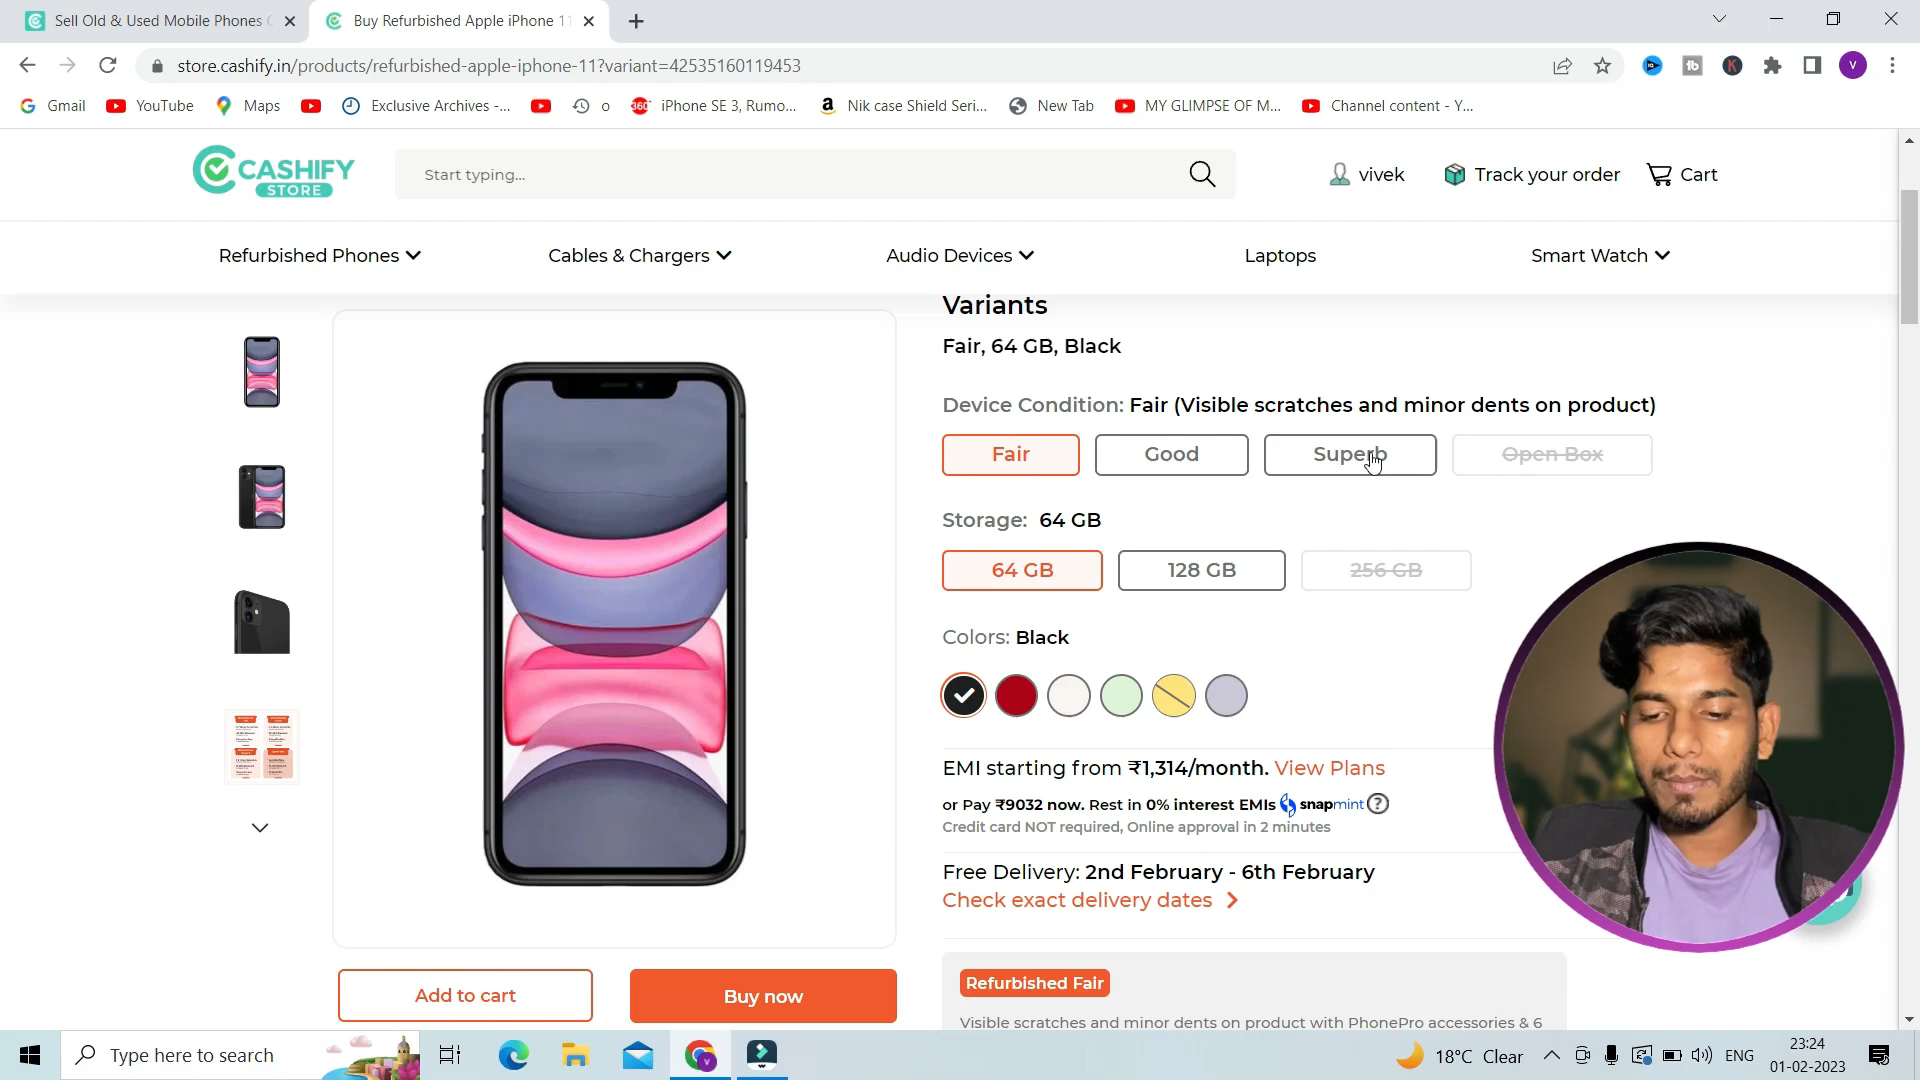 Sell Old & Used Mobile Phones
Buy Refurbished Apple iPhone 11
store.cashify.in/products/refurbished-apple-iphone-11?variant=42535160119453
V
Gmail
YouTube
Maps
Exclusive Archives -...
o
iPhone SE 3, Rumo...
Nik case Shield Seri...
New Tab
MY GLIMPSE OF M...
Channel content - Y...
CASHIFY
STORE
Start typing...
vivek
Track your order
Cart
Refurbished Phones
Cables & Chargers
Audio Devices
Laptops
Smart Watch
Variants
Fair, 64 GB, Black
Device Condition: Fair (Visible scratches and minor dents on product)
Fair
Good
Superb
Open Box
Storage: 64 GB
64 GB
128 GB
256 GB
Colors: Black
EMI starting from ₹1,314/month. View Plans
or Pay ₹9032 now. Rest in 0% interest EMIs snapmint ?
Credit card NOT required, Online approval in 2 minutes
Free Delivery: 2nd February - 6th February
Check exact delivery dates
Add to cart
Buy now
Refurbished Fair
Visible scratches and minor dents on product with PhonePro accessories & 6
Type here to search
18°C Clear
ENG
23:24
01-02-2023